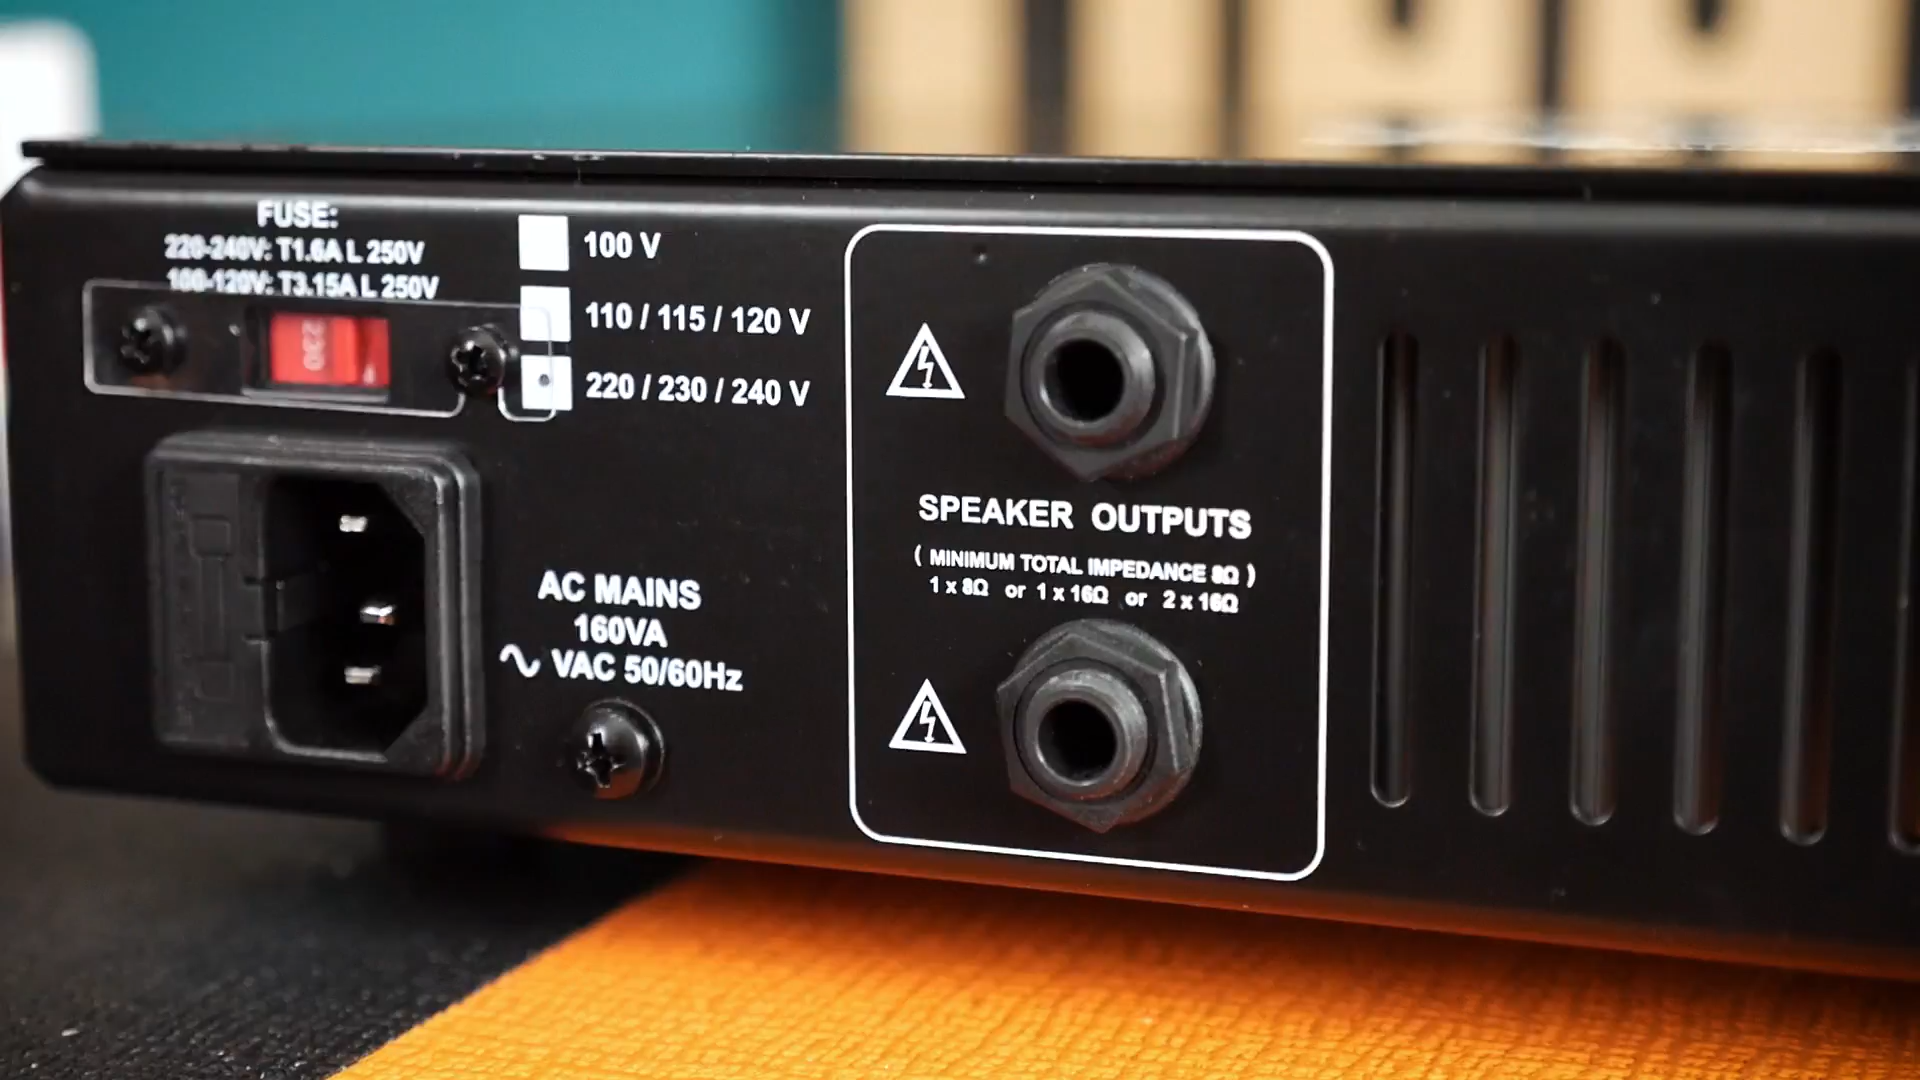 FUSE:
220-240V: T1.6A L 250V
100-120V: T3.15A L 250V
230
100 V
110 / 115 / 120 V
220 / 230 / 240 V
AC MAINS
160VA
∿ VAC 50/60Hz
SPEAKER OUTPUTS
( MINIMUM TOTAL IMPEDANCE 8Ω )
1 x 8Ω or 1 x 16Ω or 2 x 16Ω